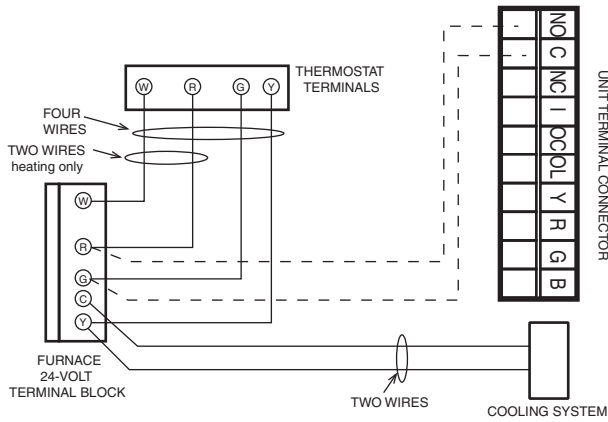 THERMOSTAT
TERMINALS
W R G Y
FOUR
WIRES
TWO WIRES
heating only
W
R
G
C
Y
FURNACE
24-VOLT
TERMINAL BLOCK
TWO WIRES
COOLING SYSTEM
NO
C
NC
I
OC
OL
Y
R
G
B
UNIT TERMINAL CONNECTOR